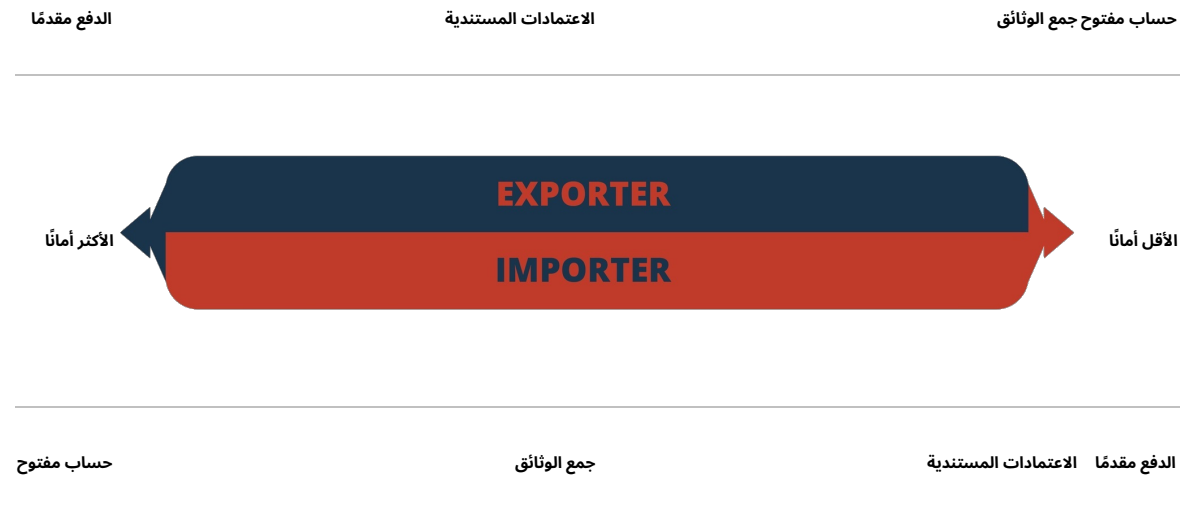 حساب مفتوح جمع الوثائق
الاعتمادات المستندية
الدفع مقدمًا
EXPORTER
الأقل أمانًا
الأكثر أمانًا
IMPORTER
الدفع مقدمًا
الاعتمادات المستندية
جمع الوثائق
حساب مفتوح